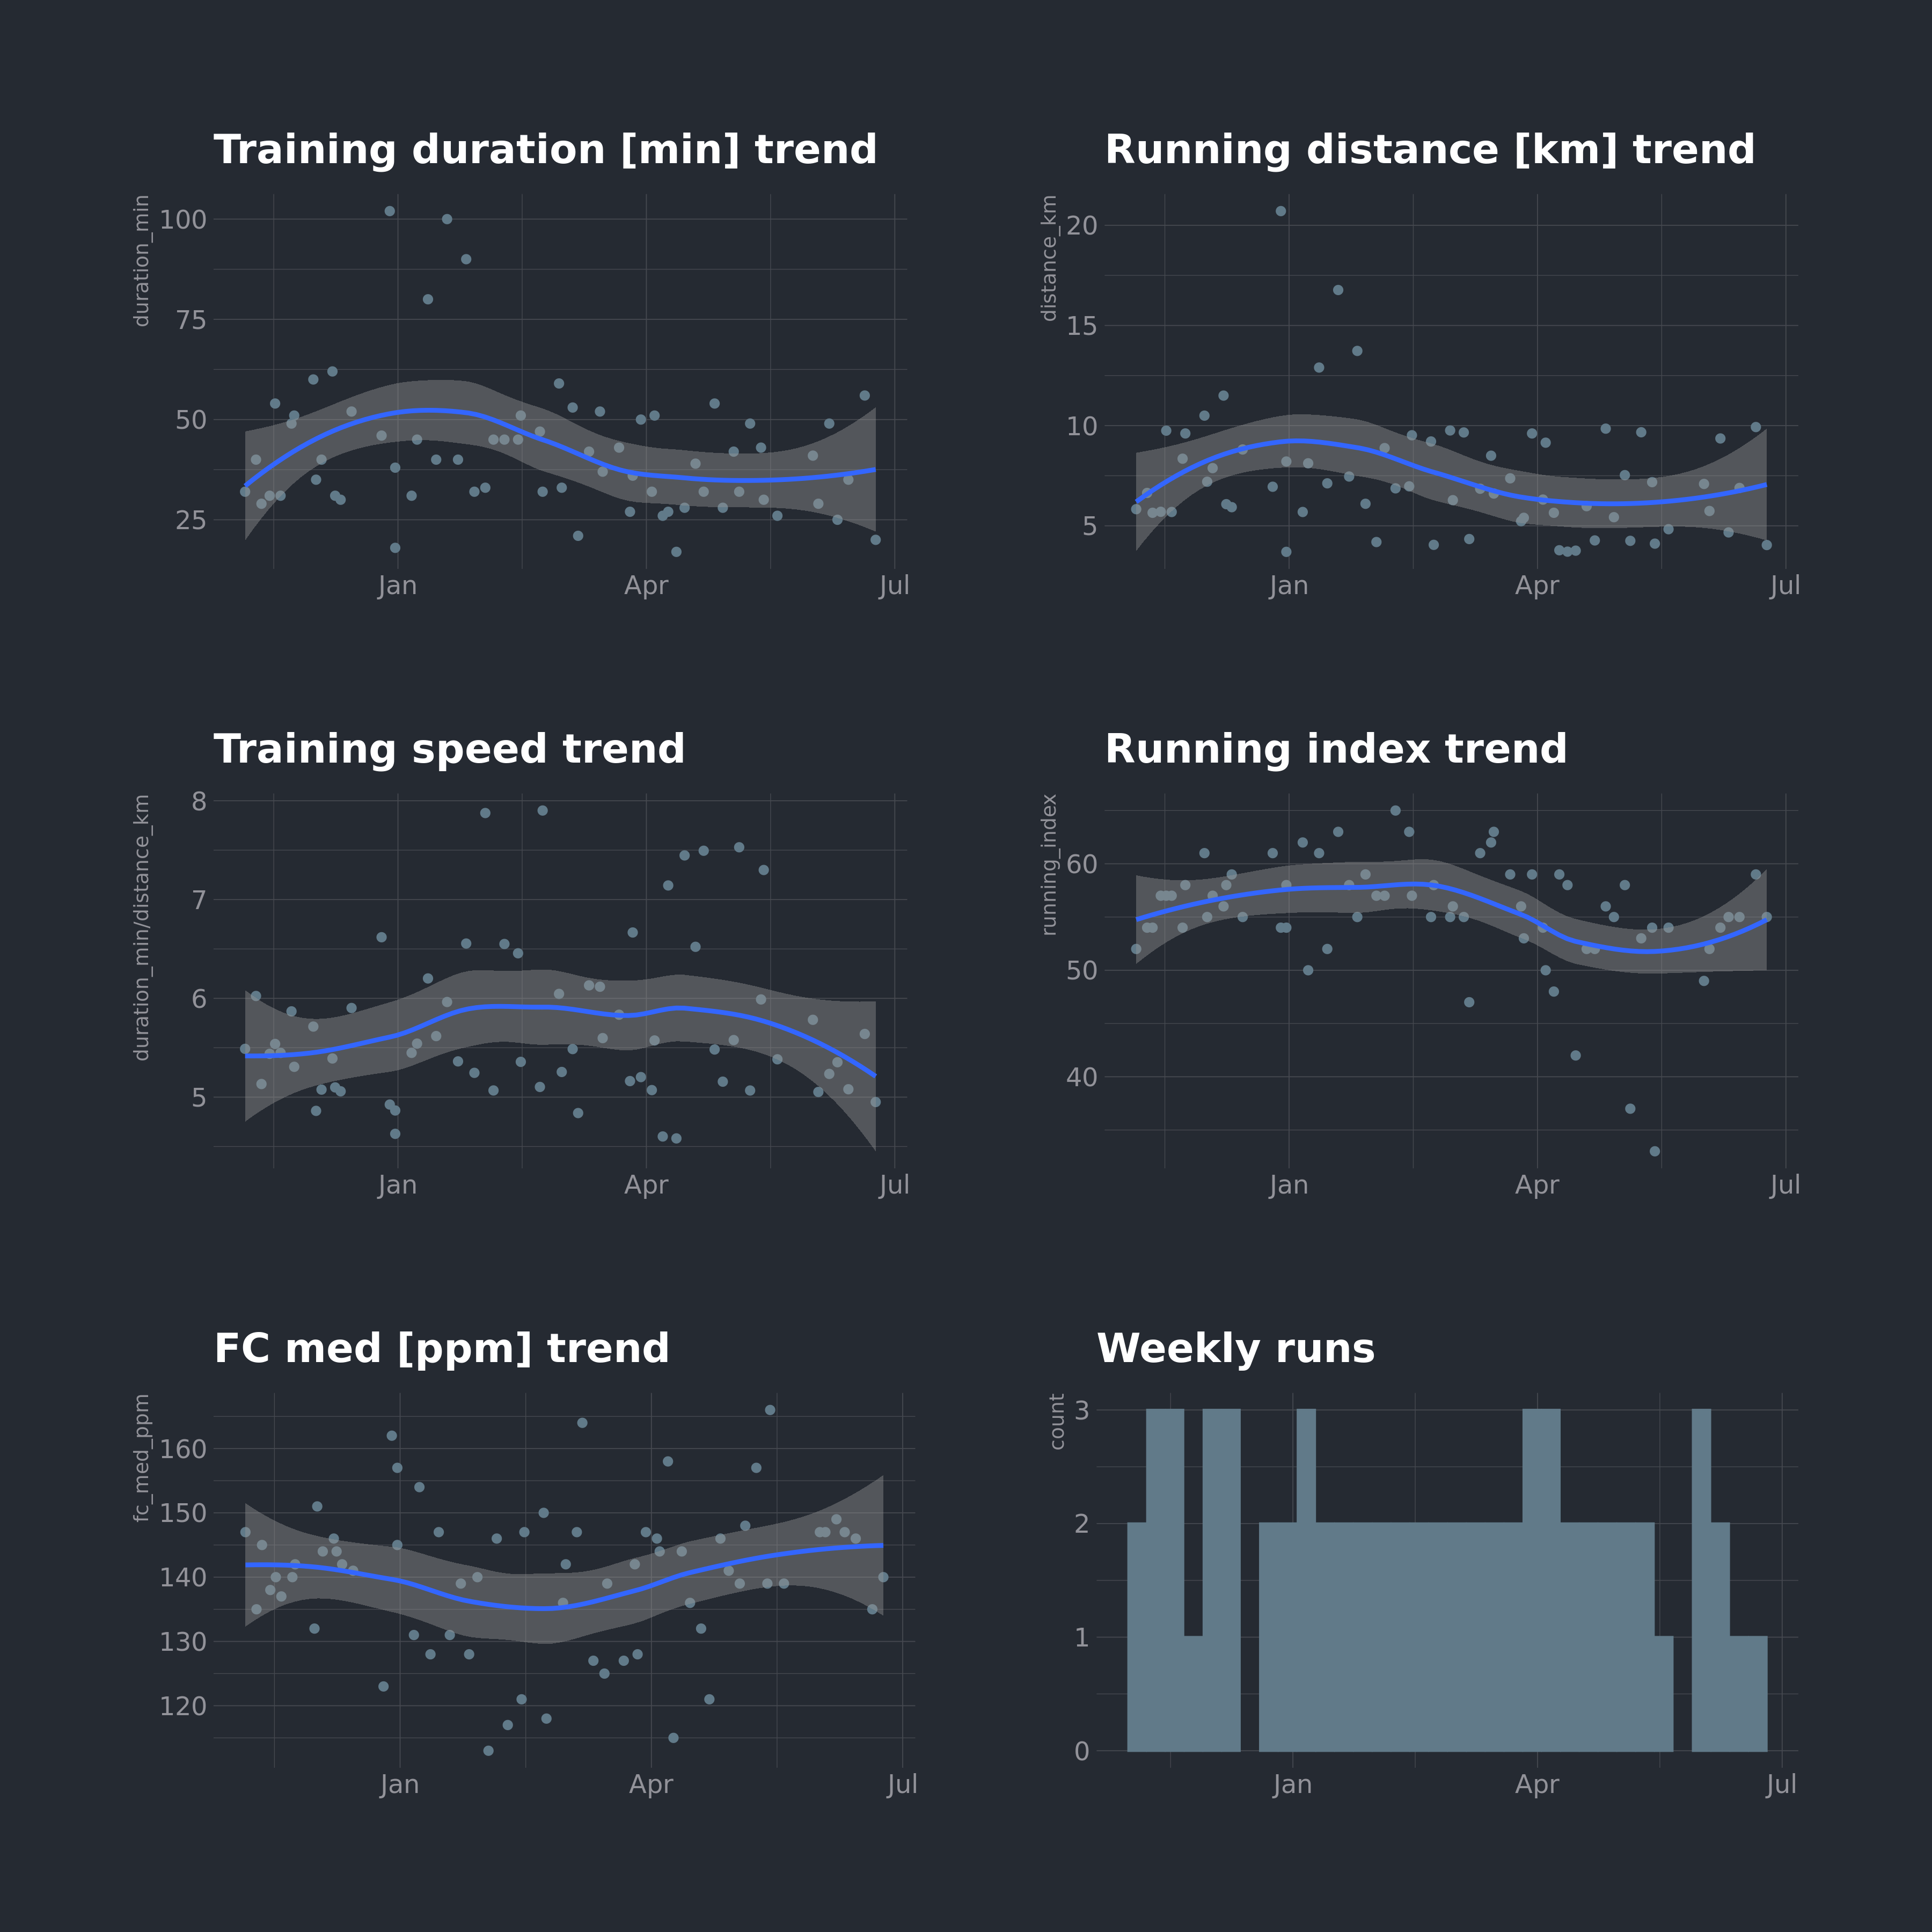 Training duration [min] trend
duration_min
100
75
50
25
Jan Apr Jul
Running distance [km] trend
distance_km
20
15
10
5
Jan Apr Jul
Training speed trend
duration_min/distance_km
8
7
6
5
Jan Apr Jul
Running index trend
running_index
60
50
40
Jan Apr Jul
FC med [ppm] trend
fc_med_ppm
160
150
140
130
120
Jan Apr Jul
Weekly runs
count
3
2
1
0
Jan Apr Jul